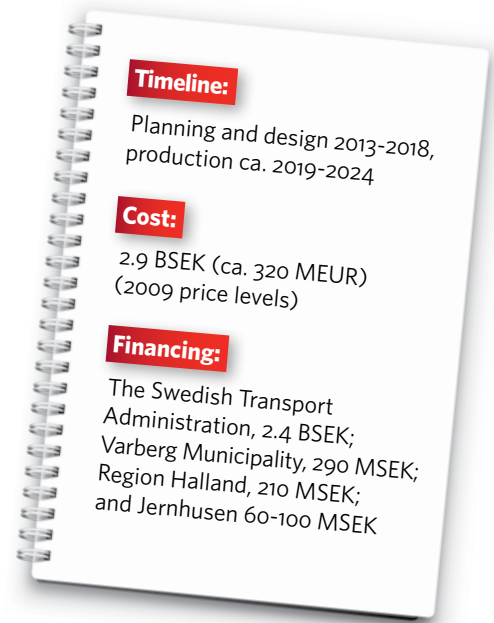 Timeline:
Planning and design 2013-2018,
production ca. 2019-2024
Cost:
2.9 BSEK (ca. 320 MEUR)
(2009 price levels)
Financing:
The Swedish Transport
Administration, 2.4 BSEK;
Varberg Municipality, 290 MSEK;
Region Halland, 210 MSEK;
and Jernhusen 60-100 MSEK